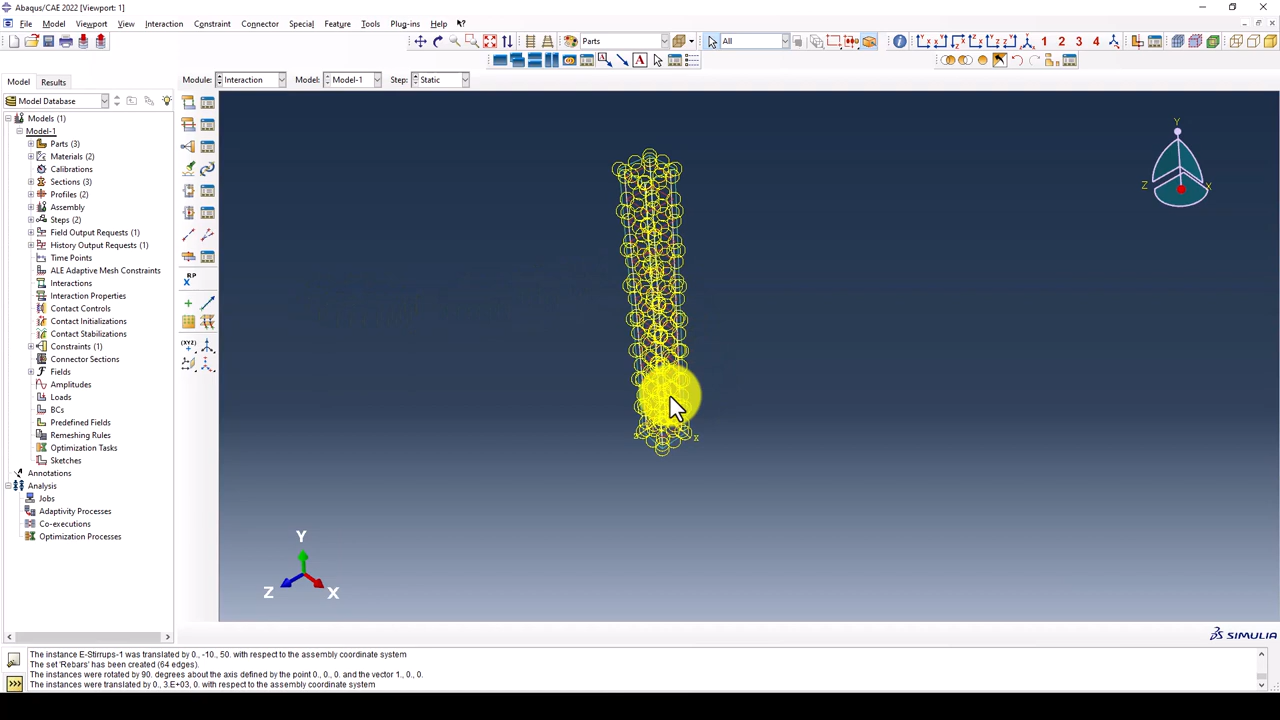 Abaqus/CAE 2022 [Viewport: 1]
File Model Viewport View Interaction Constraint Connector Special Feature Tools Plug-ins Help
Parts All 1 2 3 4
Model Results Module: Interaction Model: Model-1 Step: Static
Model Database
Models (1)
Model-1
Parts (3)
Materials (2)
Calibrations
Sections (3)
Profiles (2)
Assembly
Steps (2)
Field Output Requests (1)
History Output Requests (1)
Time Points
ALE Adaptive Mesh Constraints
Interactions
Interaction Properties
Contact Controls
Contact Initializations
Contact Stabilizations
Constraints (1)
Connector Sections
Fields
Amplitudes
Loads
BCs
Predefined Fields
Remeshing Rules
Optimization Tasks
Sketches
Annotations
Analysis
Jobs
Adaptivity Processes
Co-executions
Optimization Processes
RP
(XYZ)
Y
Z X
X
Y
Z X
SIMULIA
The instance E-Stirrups-1 was translated by 0., -10., 50. with respect to the assembly coordinate system
The set 'Rebars' has been created (64 edges).
The instances were rotated by 90. degrees about the axis defined by the point 0., 0., 0. and the vector 1., 0., 0.
The instances were translated by 0., 3.E+03, 0. with respect to the assembly coordinate system